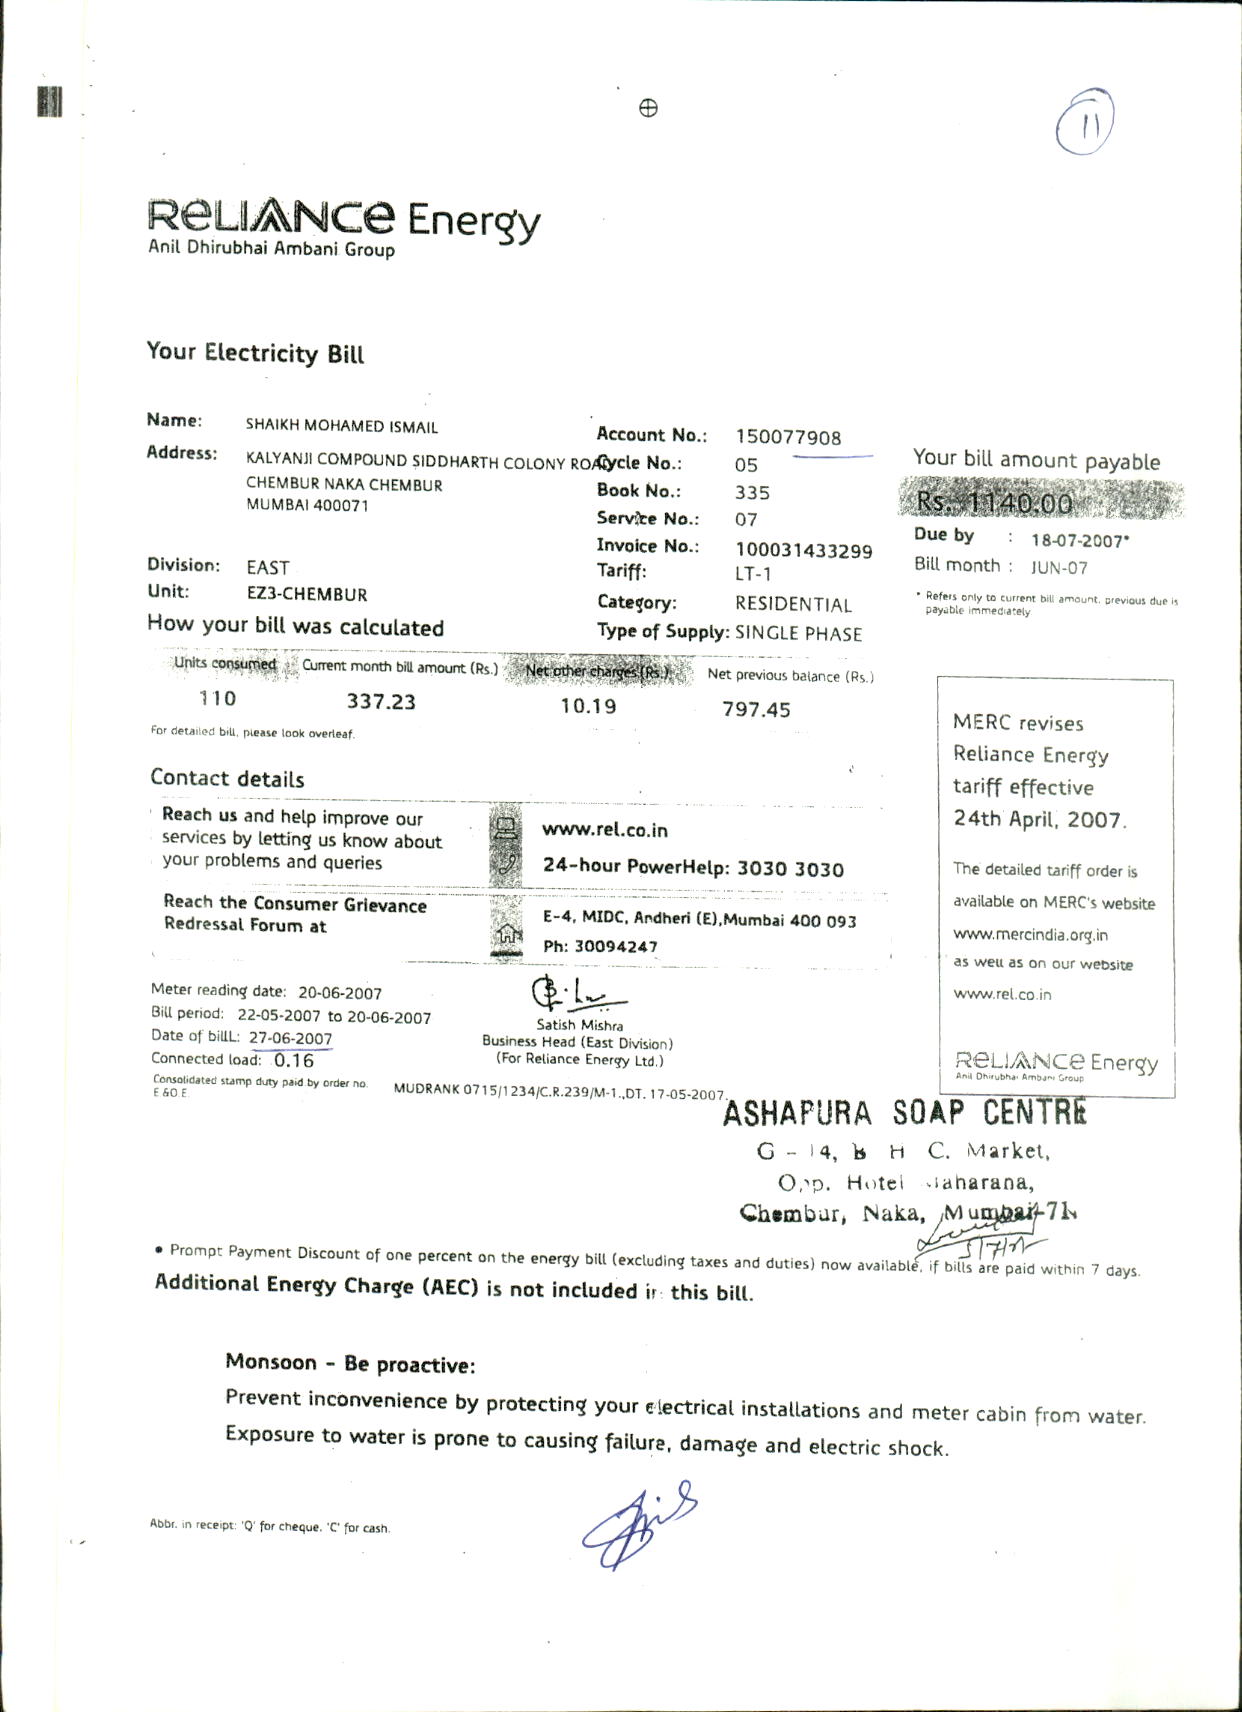 11
RELIANCE Energy
Anil Dhirubhai Ambani Group
Your Electricity Bill
Name: SHAIKH MOHAMED ISMAIL
Address: KALYANJI COMPOUND SIDDHARTH COLONY ROA
CHEMBUR NAKA CHEMBUR
MUMBAI 400071
Division: EAST
Unit: EZ3-CHEMBUR
Account No.: 150077908
Cycle No.: 05
Book No.: 335
Service No.: 07
Invoice No.: 100031433299
Tariff: LT-1
Category: RESIDENTIAL
Type of Supply: SINGLE PHASE
Your bill amount payable
Rs. 1140.00
Due by : 18-07-2007*
Bill month : JUN-07
* Refers only to current bill amount, previous due is
payable immediately.
How your bill was calculated
Units consumed Current month bill amount (Rs.) Net other charges (Rs.) Net previous balance (Rs.)
110 337.23 10.19 797.45
For detailed bill, please look overleaf.
MERC revises
Reliance Energy
tariff effective
24th April, 2007.
The detailed tariff order is
available on MERC's website
www.mercindia.org.in
as well as on our website
www.rel.co.in
RELIANCE Energy
Anil Dhirubhai Ambani Group
Contact details
Reach us and help improve our
services by letting us know about
your problems and queries
www.rel.co.in
24-hour PowerHelp: 3030 3030
Reach the Consumer Grievance
Redressal Forum at
E-4, MIDC, Andheri (E),Mumbai 400 093
Ph: 30094247
Meter reading date: 20-06-2007
Bill period: 22-05-2007 to 20-06-2007
Date of billL: 27-06-2007
Connected load: 0.16
Satish Mishra
Business Head (East Division)
(For Reliance Energy Ltd.)
Consolidated stamp duty paid by order no. MUDRANK 0715/1234/C.R.239/M-1.,DT. 17-05-2007.
E.&O.E.
ASHAPURA SOAP CENTRE
G - 14, B H C. Market,
Opp. Hotel Maharana,
Chembur, Naka, Mumbai-71
• Prompt Payment Discount of one percent on the energy bill (excluding taxes and duties) now available, if bills are paid within 7 days.
Additional Energy Charge (AEC) is not included in this bill.
Monsoon - Be proactive:
Prevent inconvenience by protecting your electrical installations and meter cabin from water.
Exposure to water is prone to causing failure, damage and electric shock.
Abbr. in receipt: 'Q' for cheque. 'C' for cash.